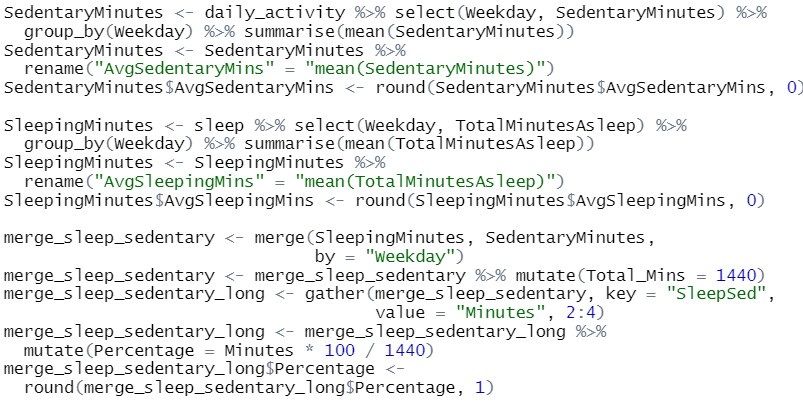 SedentaryMinutes <- daily_activity %>% select(Weekday, SedentaryMinutes) %>%
  group_by(Weekday) %>% summarise(mean(SedentaryMinutes))
SedentaryMinutes <- SedentaryMinutes %>%
  rename("AvgSedentaryMins" = "mean(SedentaryMinutes)")
SedentaryMinutes$AvgSedentaryMins <- round(SedentaryMinutes$AvgSedentaryMins, 0)

SleepingMinutes <- sleep %>% select(Weekday, TotalMinutesAsleep) %>%
  group_by(Weekday) %>% summarise(mean(TotalMinutesAsleep))
SleepingMinutes <- SleepingMinutes %>%
  rename("AvgSleepingMins" = "mean(TotalMinutesAsleep)")
SleepingMinutes$AvgSleepingMins <- round(SleepingMinutes$AvgSleepingMins, 0)

merge_sleep_sedentary <- merge(SleepingMinutes, SedentaryMinutes,
                               by = "Weekday")
merge_sleep_sedentary <- merge_sleep_sedentary %>% mutate(Total_Mins = 1440)
merge_sleep_sedentary_long <- gather(merge_sleep_sedentary, key = "SleepSed",
                                     value = "Minutes", 2:4)
merge_sleep_sedentary_long <- merge_sleep_sedentary_long %>%
  mutate(Percentage = Minutes * 100 / 1440)
merge_sleep_sedentary_long$Percentage <-
  round(merge_sleep_sedentary_long$Percentage, 1)